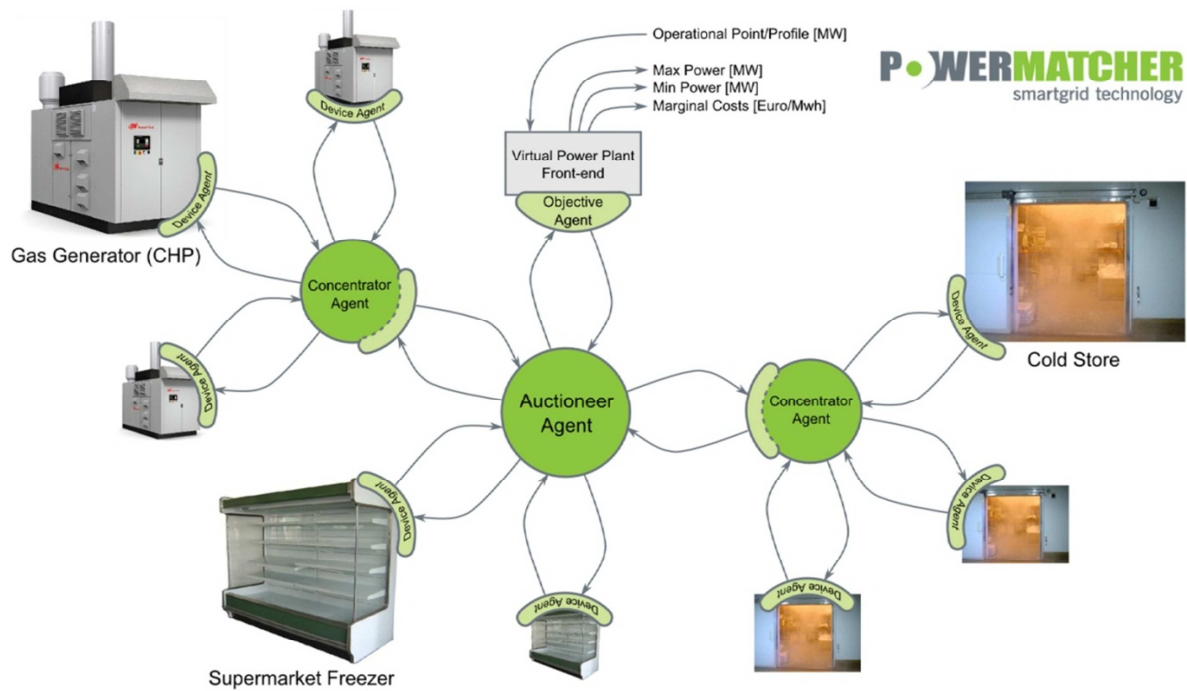 Operational Point/Profile [MW]
Max Power [MW]
Min Power [MW]
Marginal Costs [Euro/Mwh]
POWERMATCHER
smartgrid technology
Device Agent
Virtual Power Plant
Front-end
Objective
Agent
Device Agent
Gas Generator (CHP)
Concentrator
Agent
Device Agent
Cold Store
Device Agent
Auctioneer
Agent
Concentrator
Agent
Device Agent
Device Agent
Device Agent
Device Agent
Supermarket Freezer